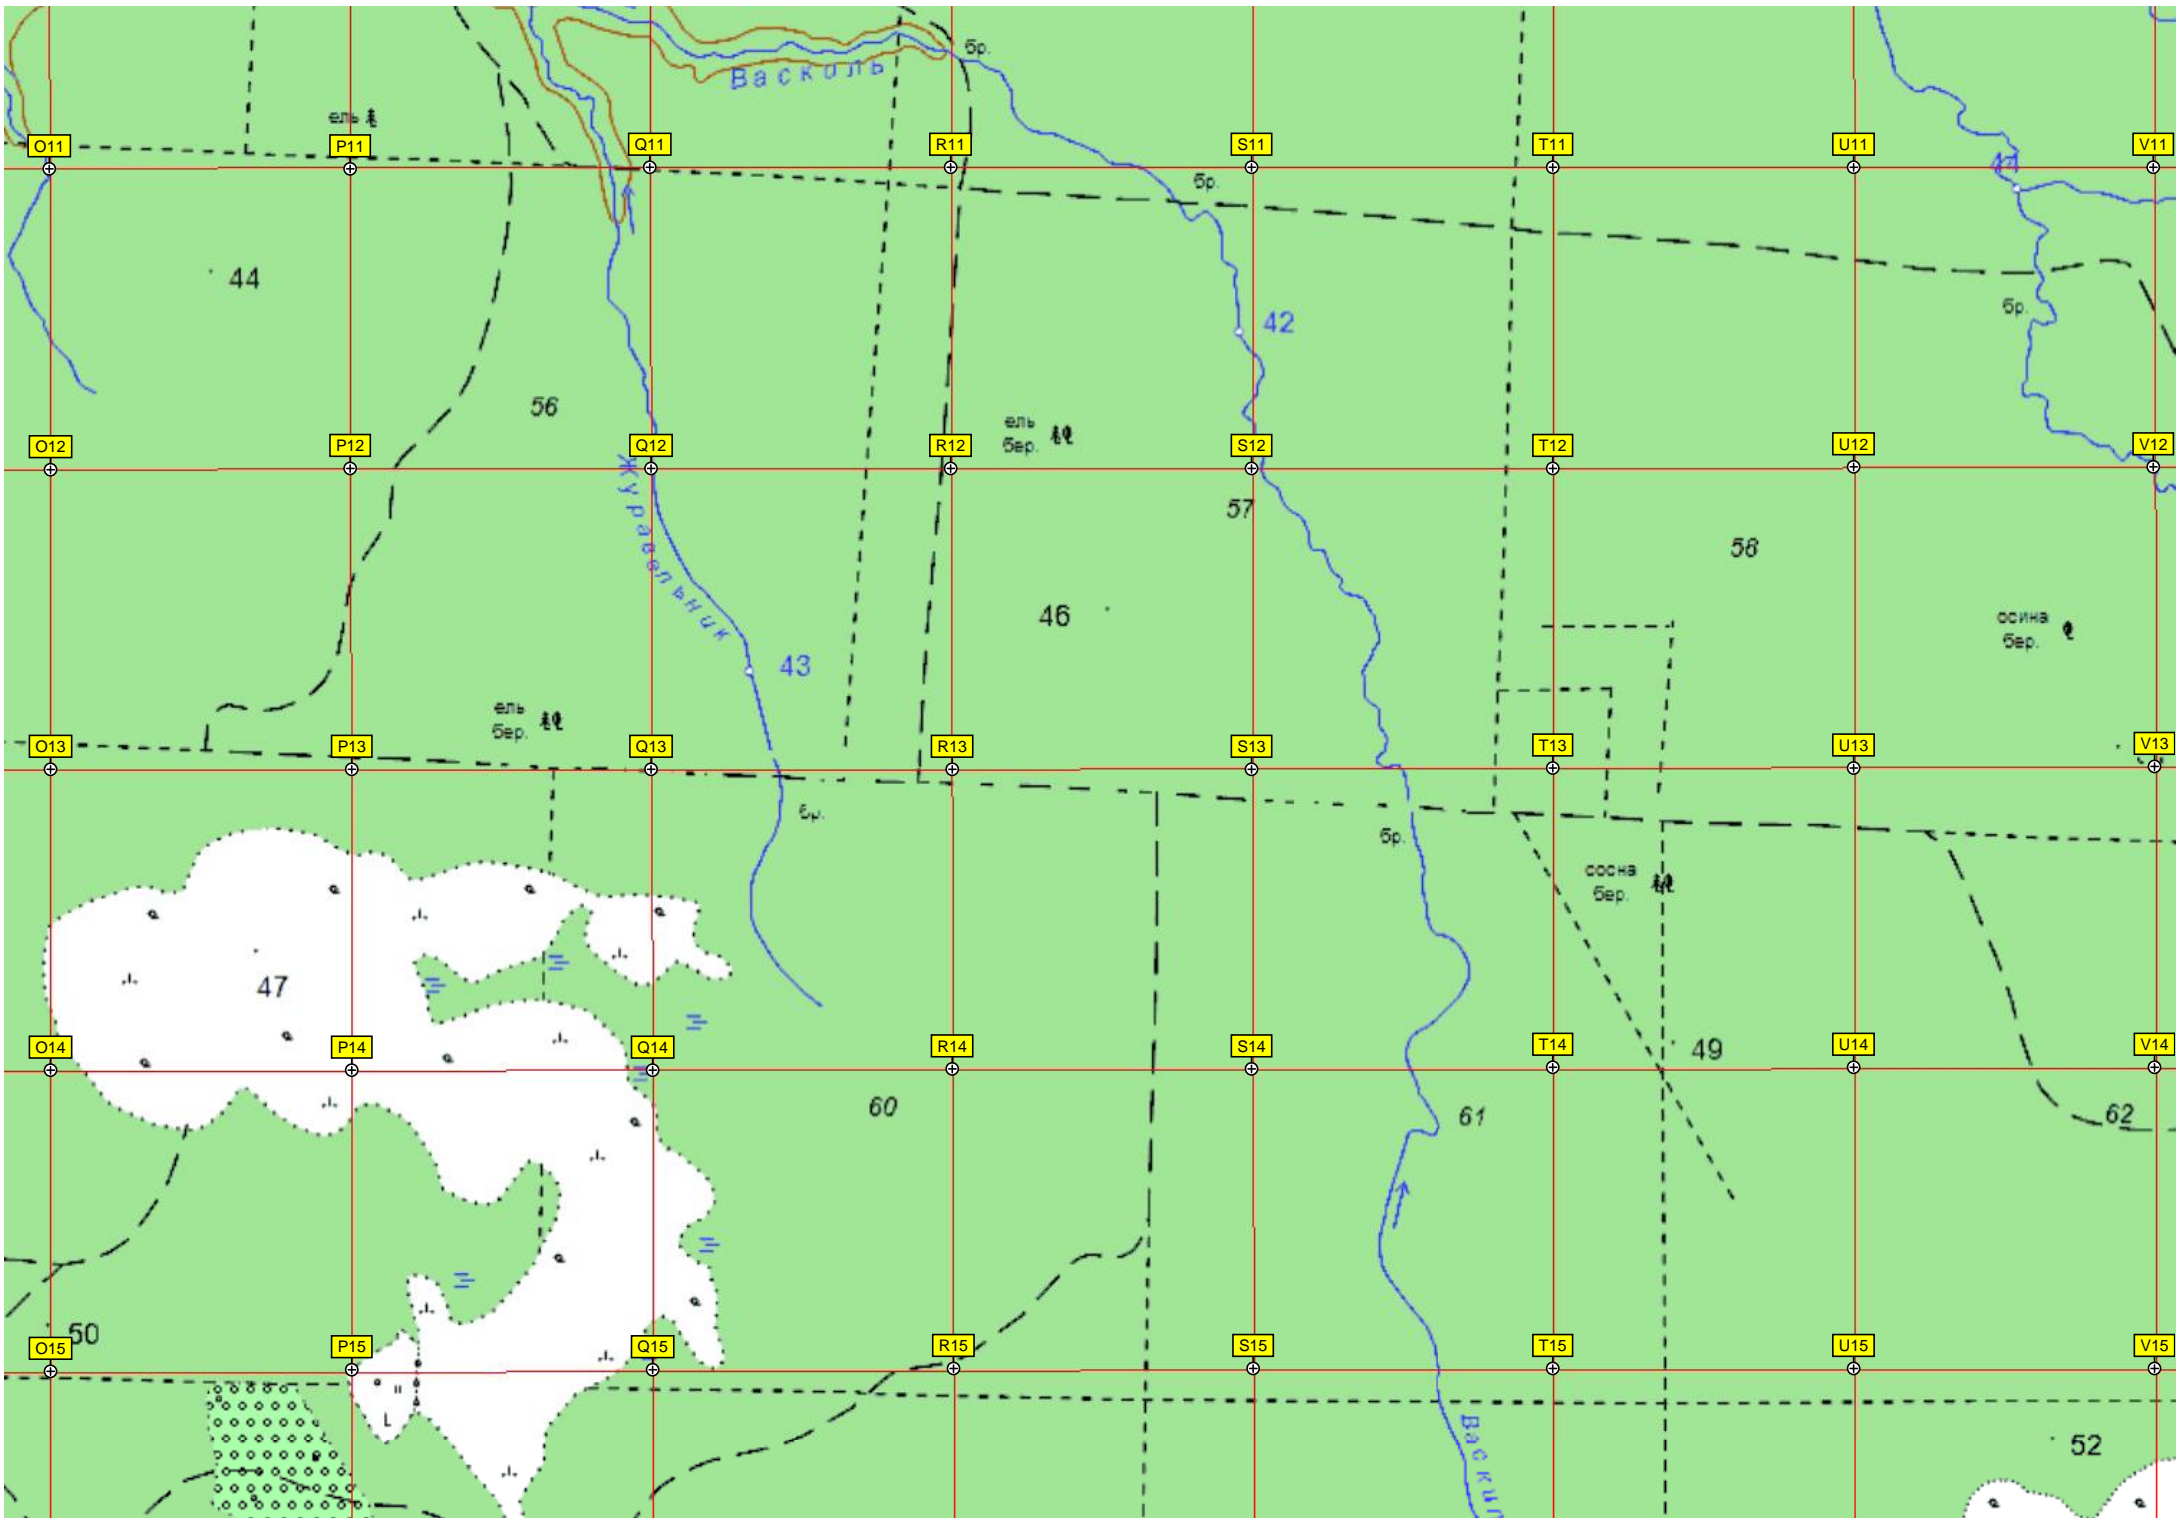 бр.
Васколь
ель
O11
P11
Q11
R11
S11
T11
U11
V11
44
бр.
44
бр.
42
56
ель
бер.
O12
P12
Q12
R12
S12
T12
U12
V12
Журавельник
57
58
46
осина
бер.
43
ель
бер.
O13
P13
Q13
R13
S13
T13
U13
V13
бр.
бр.
сосна
бер.
47
49
O14
P14
Q14
R14
S14
T14
U14
V14
60
61
62
50
O15
P15
Q15
R15
S15
T15
U15
V15
L
Васкил
52